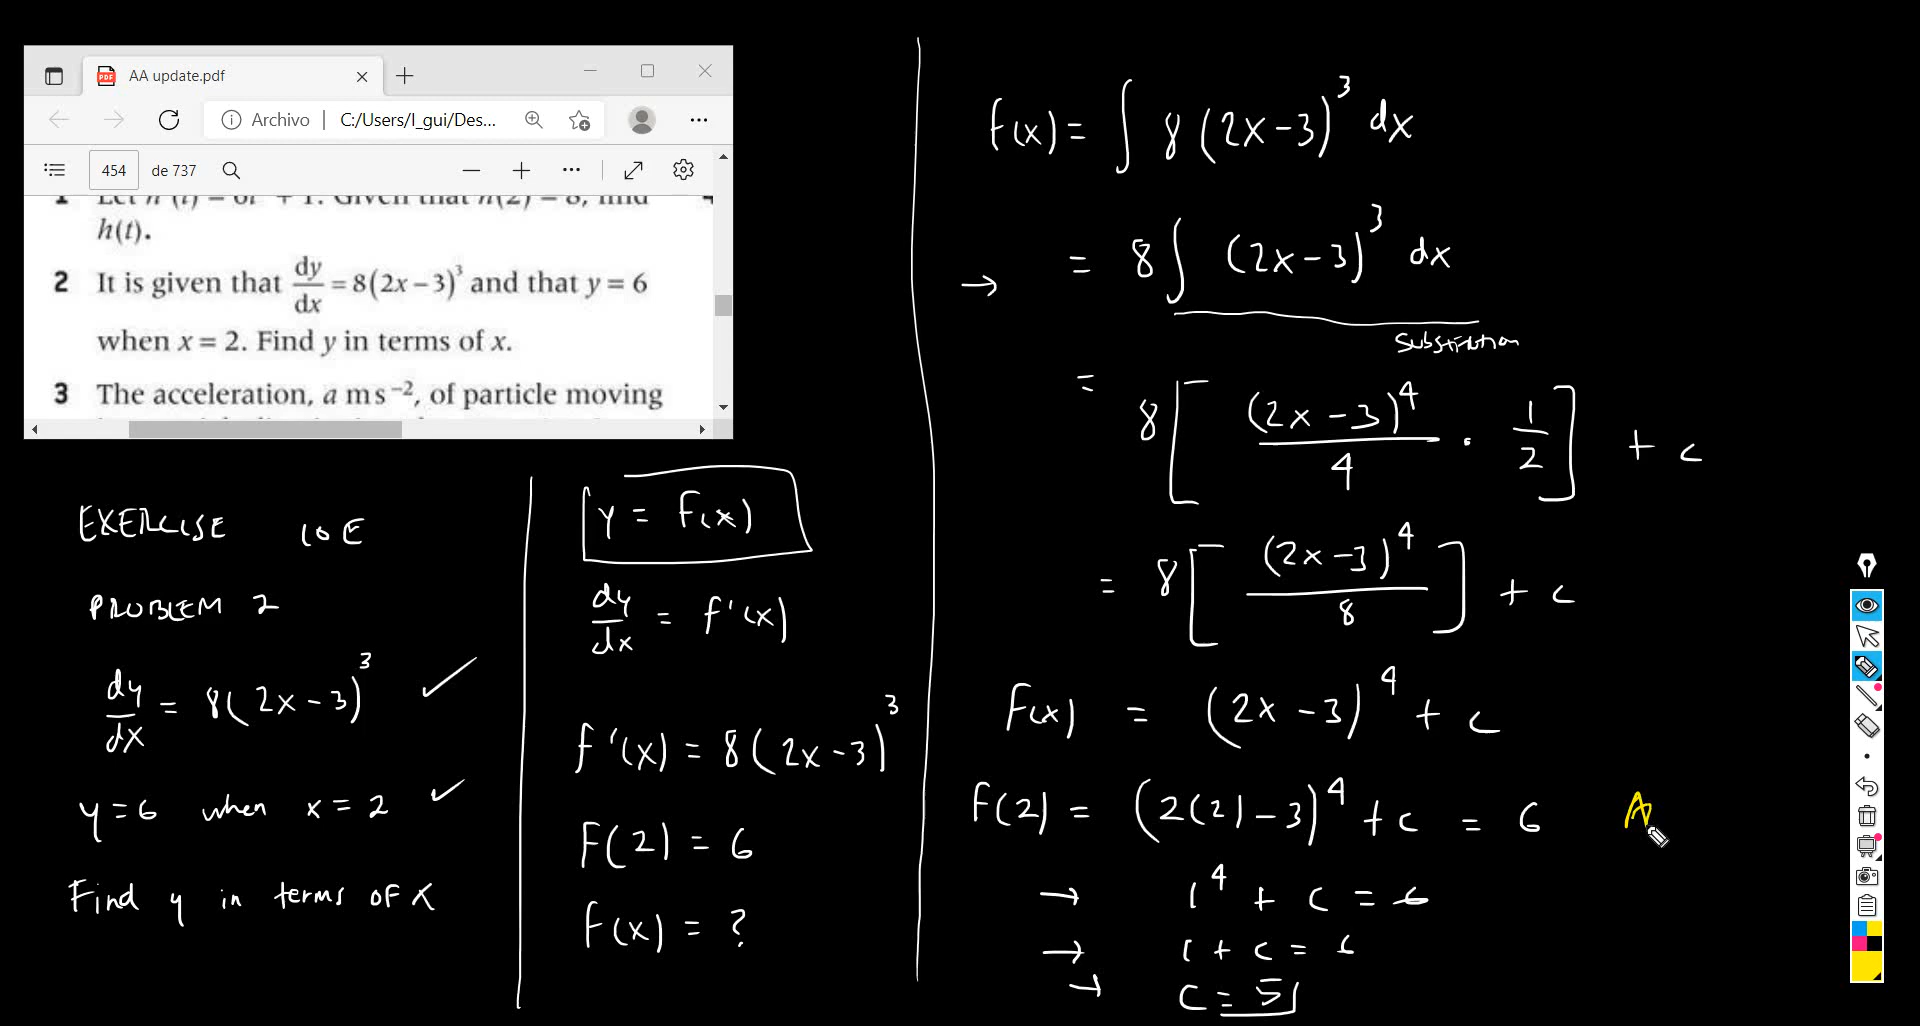 AA update.pdf
Archivo | C:/Users/l_gui/Des...
454 de 737
h(t).
2 It is given that dy/dx = 8(2x − 3)³ and that y = 6
when x = 2. Find y in terms of x.
3 The acceleration, a m s⁻², of particle moving
EXERCISE 10E
PROBLEM 2
dy/dx = 8(2x − 3)³ ✓
y = 6 when x = 2 ✓
Find y in terms of x
y = F(x)
dy/dx = f'(x)
f'(x) = 8(2x − 3)³
F(2) = 6
f(x) = ?
f(x) = ∫ 8(2x − 3)³ dx
→ = 8 ∫ (2x − 3)³ dx
Substitution
= 8[(2x − 3)⁴/4 · 1/2] + c
= 8[(2x − 3)⁴/8] + c
F(x) = (2x − 3)⁴ + c
F(2) = (2(2) − 3)⁴ + c = 6
→ 1⁴ + c = 6
→ 1 + c = 6
→ c = 5
A